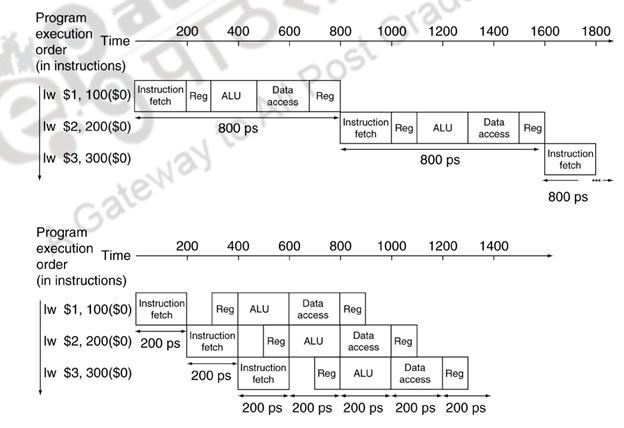 Program
execution
order
(in instructions)
Time
200 400 600 800 1000 1200 1400 1600 1800
lw $1, 100($0) Instruction fetch Reg ALU Data access Reg
800 ps
lw $2, 200($0) Instruction fetch Reg ALU Data access Reg
800 ps
lw $3, 300($0) Instruction fetch
800 ps
...
A Gateway to All Post Gradu
Program
execution
order
(in instructions)
Time
200 400 600 800 1000 1200 1400
lw $1, 100($0) Instruction fetch Reg ALU Data access Reg
200 ps
lw $2, 200($0) Instruction fetch Reg ALU Data access Reg
200 ps
lw $3, 300($0) Instruction fetch Reg ALU Data access Reg
200 ps 200 ps 200 ps 200 ps 200 ps